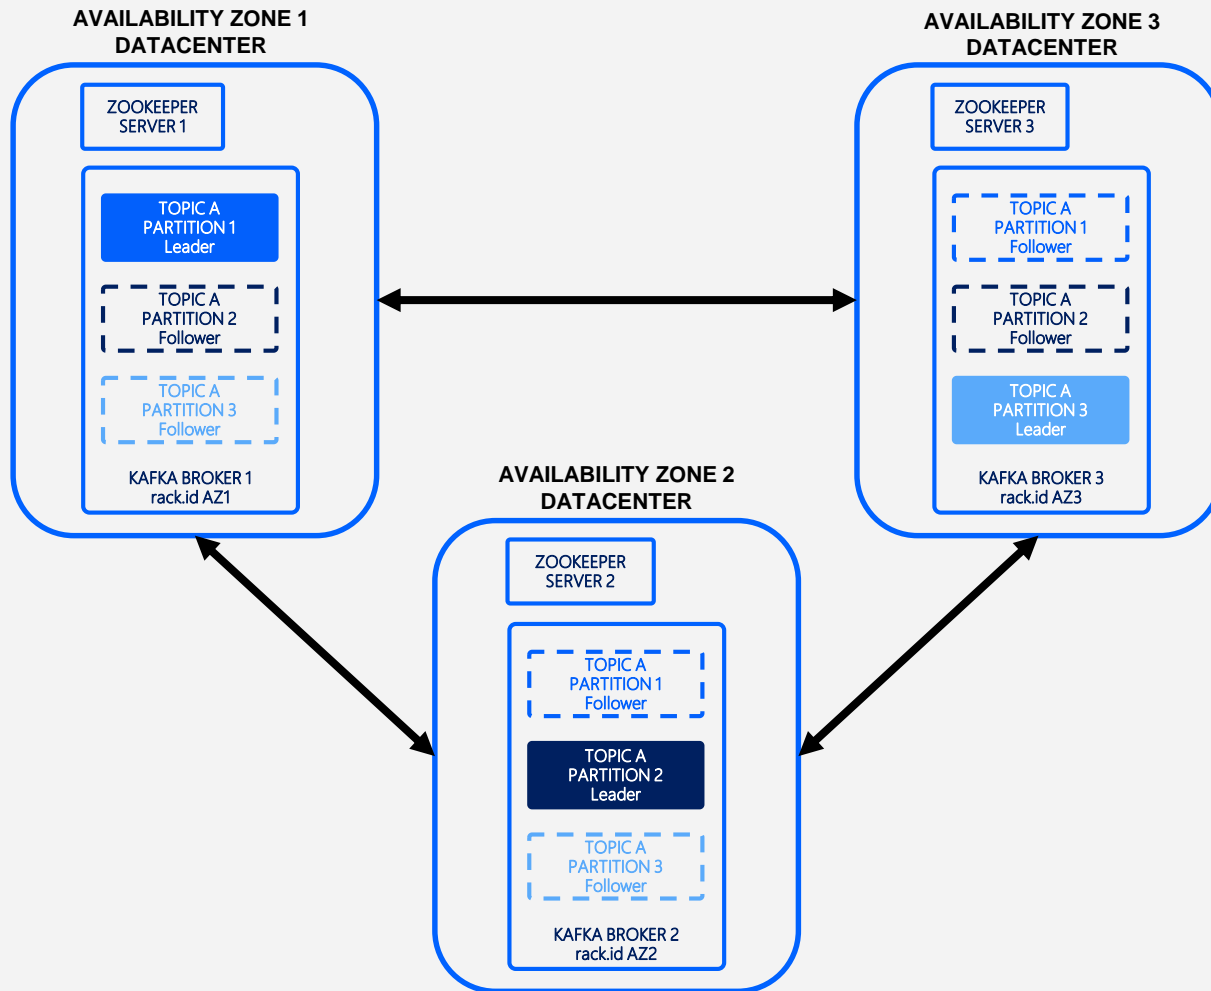 AVAILABILITY ZONE 1
DATACENTER
ZOOKEEPER
SERVER 1
TOPIC A
PARTITION 1
Leader
TOPIC A
PARTITION 2
Follower
TOPIC A
PARTITION 3
Follower
KAFKA BROKER 1
rack.id AZ1
AVAILABILITY ZONE 3
DATACENTER
ZOOKEEPER
SERVER 3
TOPIC A
PARTITION 1
Follower
TOPIC A
PARTITION 2
Follower
TOPIC A
PARTITION 3
Leader
KAFKA BROKER 3
rack.id AZ3
AVAILABILITY ZONE 2
DATACENTER
ZOOKEEPER
SERVER 2
TOPIC A
PARTITION 1
Follower
TOPIC A
PARTITION 2
Leader
TOPIC A
PARTITION 3
Follower
KAFKA BROKER 2
rack.id AZ2